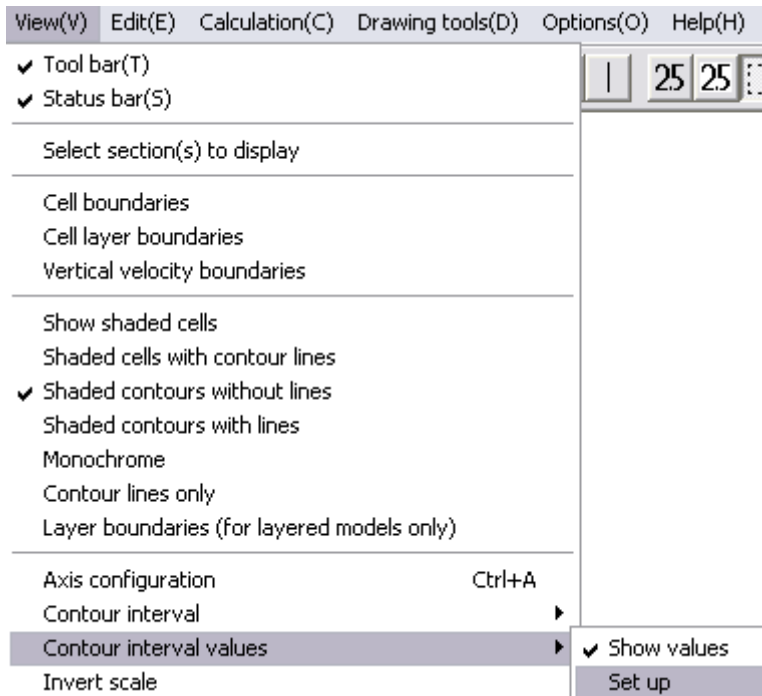 View(V) Edit(E) Calculation(C) Drawing tools(D) Options(O) Help(H)
Tool bar(T)
25 25
Status bar(S)
Select section(s) to display
Cell boundaries
Cell layer boundaries
Vertical velocity boundaries
Show shaded cells
Shaded cells with contour lines
Shaded contours without lines
Shaded contours with lines
Monochrome
Contour lines only
Layer boundaries (for layered models only)
Axis configuration Ctrl+A
Contour interval
Contour interval values
Show values
Invert scale
Set up